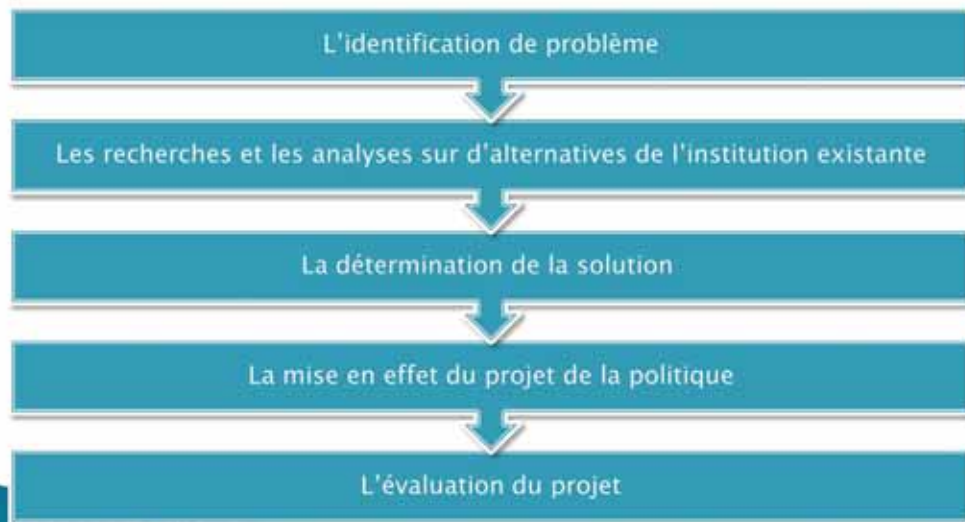 L'identification de problème
Les recherches et les analyses sur d'alternatives de l'institution existante
La détermination de la solution
La mise en effet du projet de la politique
L'évaluation du projet